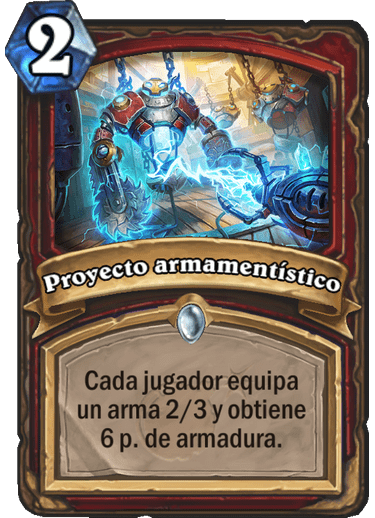 2
Proyecto armamentístico
Cada jugador equipa
un arma 2/3 y obtiene
6 p. de armadura.